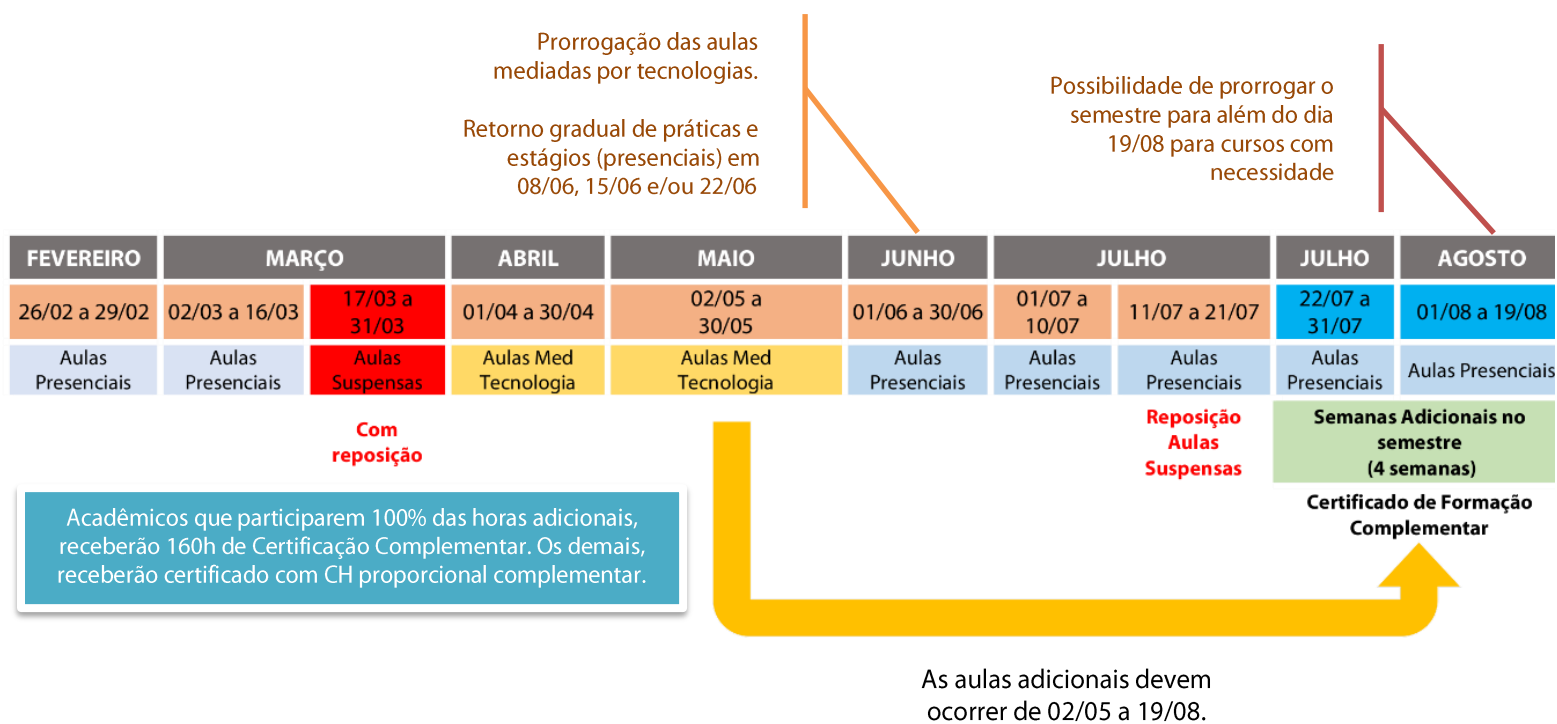 Prorrogação das aulas
mediadas por tecnologias.
Retorno gradual de práticas e
estágios (presenciais) em
08/06, 15/06 e/ou 22/06
Possibilidade de prorrogar o
semestre para além do dia
19/08 para cursos com
necessidade
FEVEREIRO
MARÇO
ABRIL
MAIO
JUNHO
JULHO
JULHO
AGOSTO
26/02 a 29/02
02/03 a 16/03
17/03 a
31/03
01/04 a 30/04
02/05 a
30/05
01/06 a 30/06
01/07 a
10/07
11/07 a 21/07
22/07 a
31/07
01/08 a 19/08
Aulas
Presenciais
Aulas
Presenciais
Aulas
Suspensas
Aulas Med
Tecnologia
Aulas Med
Tecnologia
Aulas
Presenciais
Aulas
Presenciais
Aulas
Presenciais
Aulas
Presenciais
Aulas Presenciais
Com
reposição
Reposição
Aulas
Suspensas
Semanas Adicionais no
semestre
(4 semanas)
Certificado de Formação
Complementar
Acadêmicos que participarem 100% das horas adicionais,
receberão 160h de Certificação Complementar. Os demais,
receberão certificado com CH proporcional complementar.
As aulas adicionais devem
ocorrer de 02/05 a 19/08.